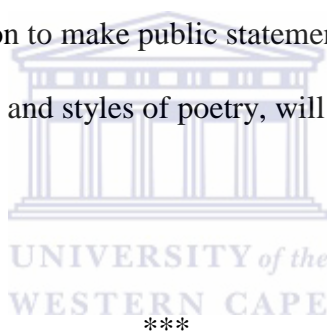 on to make public statemen
and styles of poetry, will
UNIVERSITY of the
WESTERN CAPE
***